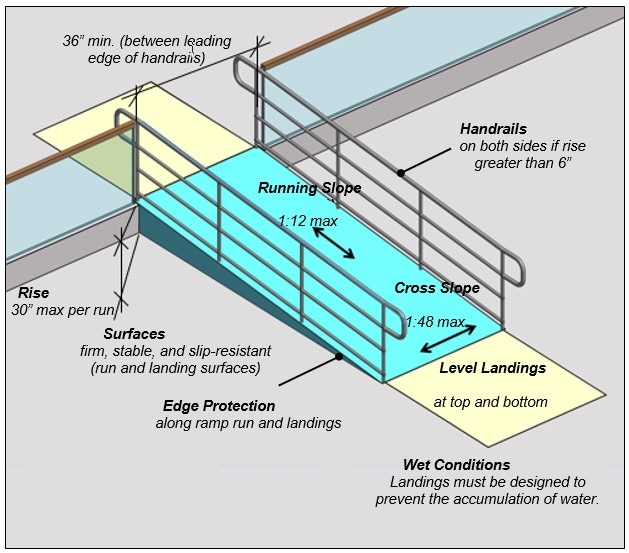 36” min. (between leading
edge of handrails)
Handrails
on both sides if rise
greater than 6”
Running Slope
1:12 max
Cross Slope
1:48 max
Rise
30” max per run
Surfaces
firm, stable, and slip-resistant
(run and landing surfaces)
Level Landings
at top and bottom
Edge Protection
along ramp run and landings
Wet Conditions
Landings must be designed to
prevent the accumulation of water.